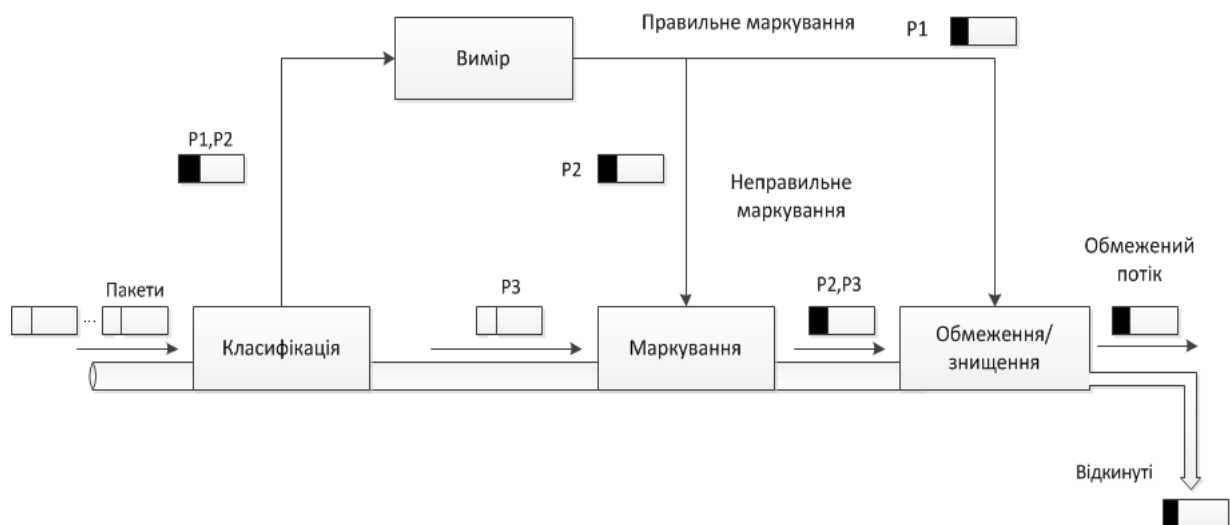 Правильне маркування
P1
Вимір
P1,P2
P2
Неправильне
маркування
Обмежений
потік
Пакети
...
P3
P2,P3
Класифікація
Маркування
Обмеження/
знищення
Відкинуті